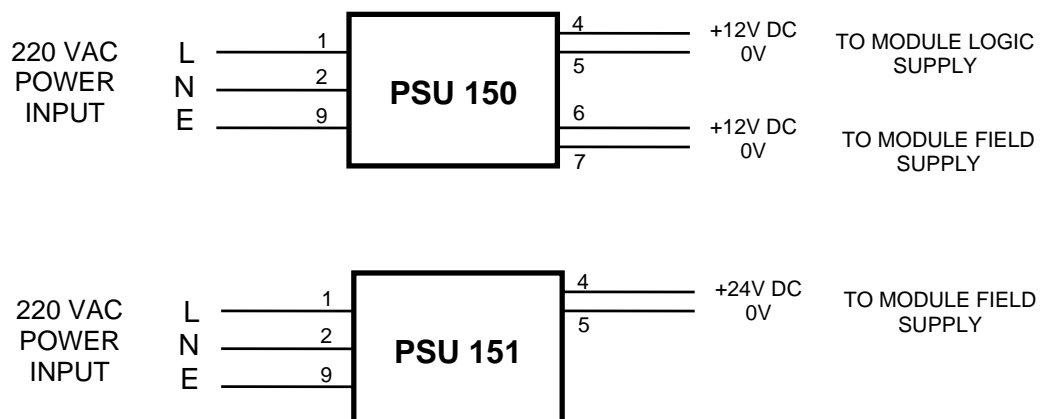 220 VAC
POWER
INPUT
L
N
E
1
2
9
PSU 150
4
5
6
7
+12V DC
0V
+12V DC
0V
TO MODULE LOGIC
SUPPLY
TO MODULE FIELD
SUPPLY
220 VAC
POWER
INPUT
L
N
E
1
2
9
PSU 151
4
5
+24V DC
0V
TO MODULE FIELD
SUPPLY